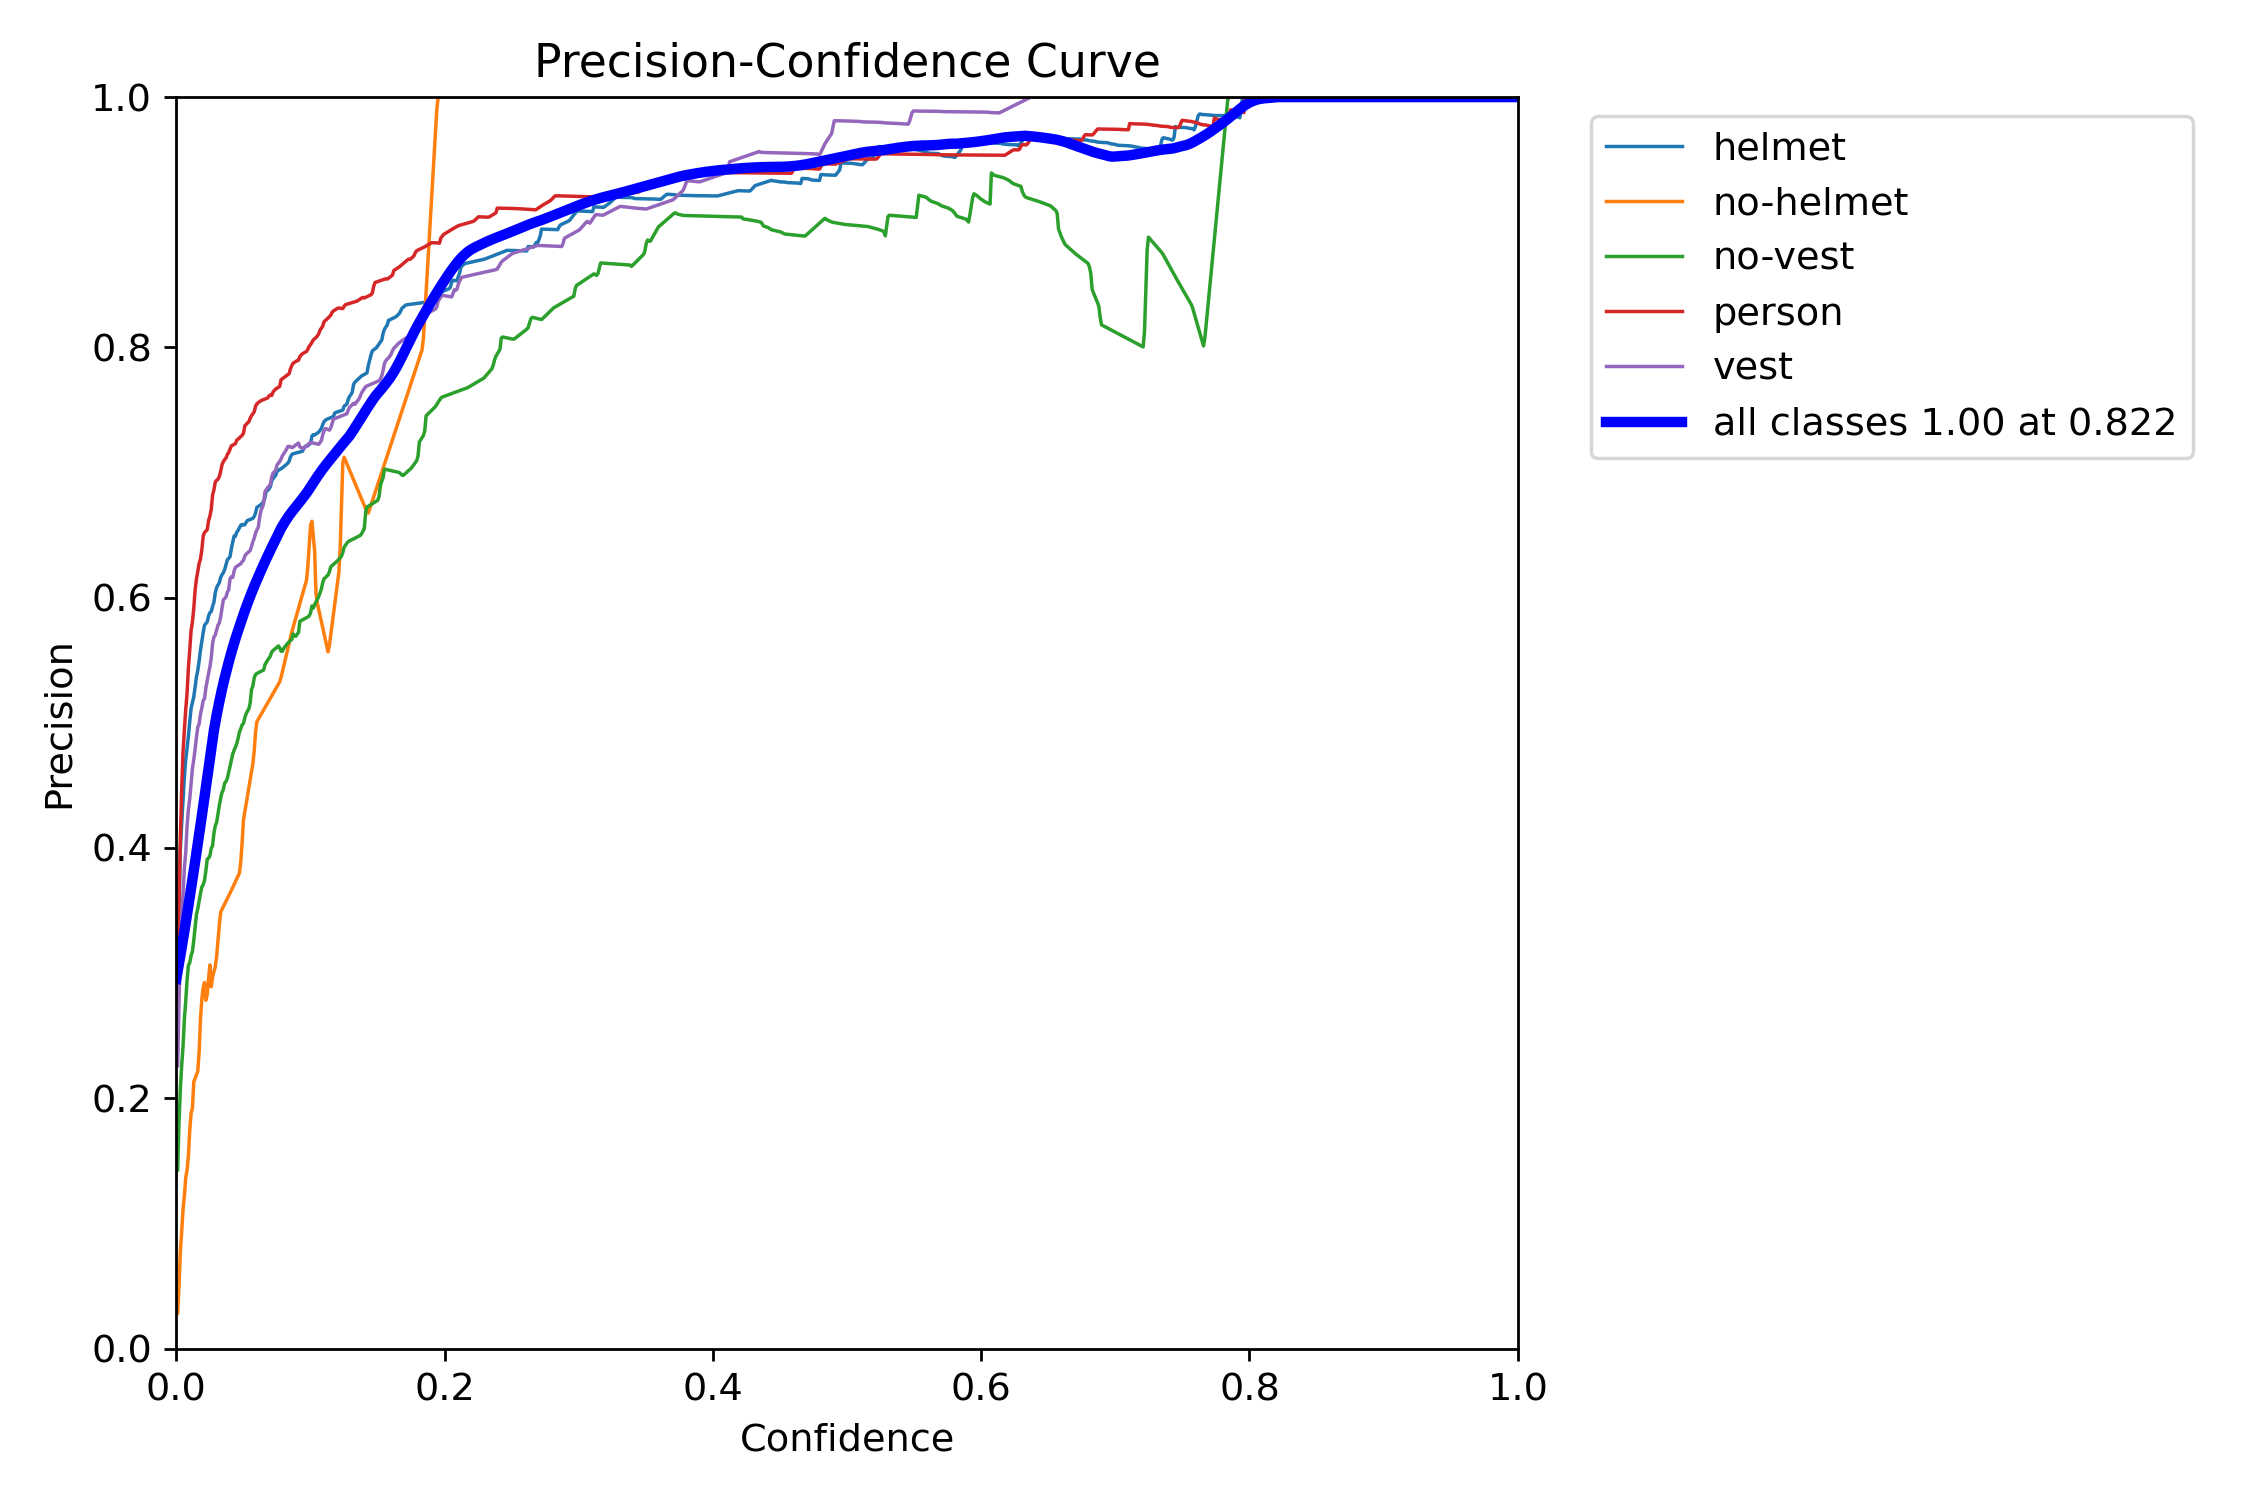 Precision-Confidence Curve
1.0
0.8
0.6
0.4
0.2
0.0
Precision
0.0 0.2 0.4 0.6 0.8 1.0
Confidence
helmet
no-helmet
no-vest
person
vest
all classes 1.00 at 0.822